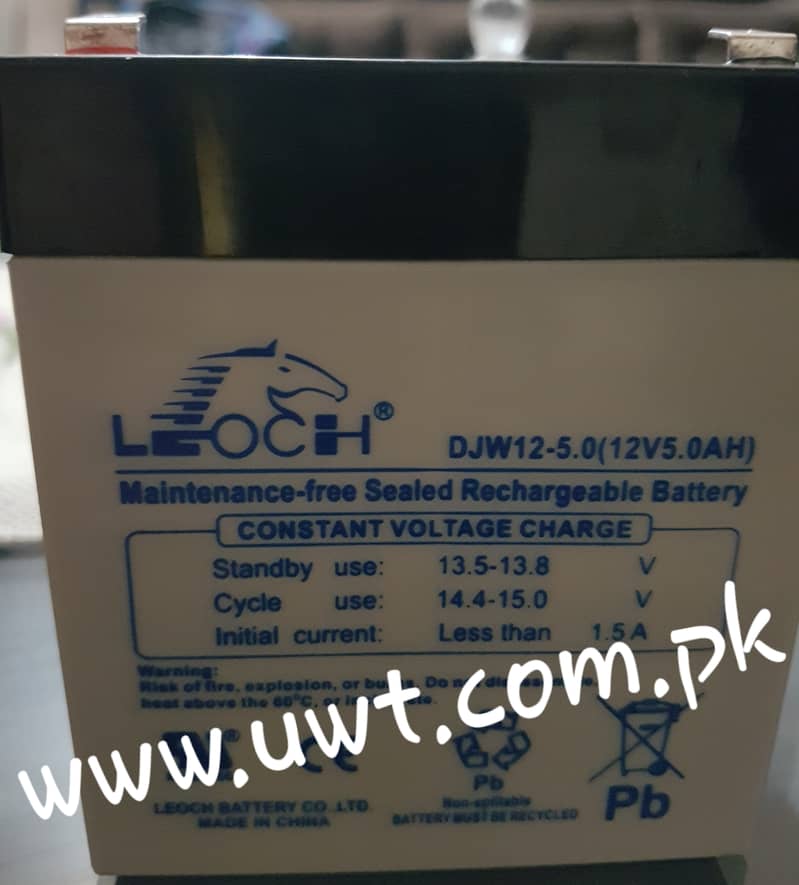 LEOCH®
DJW12-5.0(12V5.0AH)
Maintenance-free Sealed Rechargeable Battery
CONSTANT VOLTAGE CHARGE
Standby use: 13.5-13.8 V
Cycle use: 14.4-15.0 V
Initial current: Less than 1.5A
Warning:
Risk of fire, explosion, or Do
heat above the 60°C, or
www.uwt.com.pk
CE
Pb
Pb
LEOCH BATTERY CO.,LTD.
MADE IN CHINA
Non-spillable
BATTERY MUST BE RECYCLED